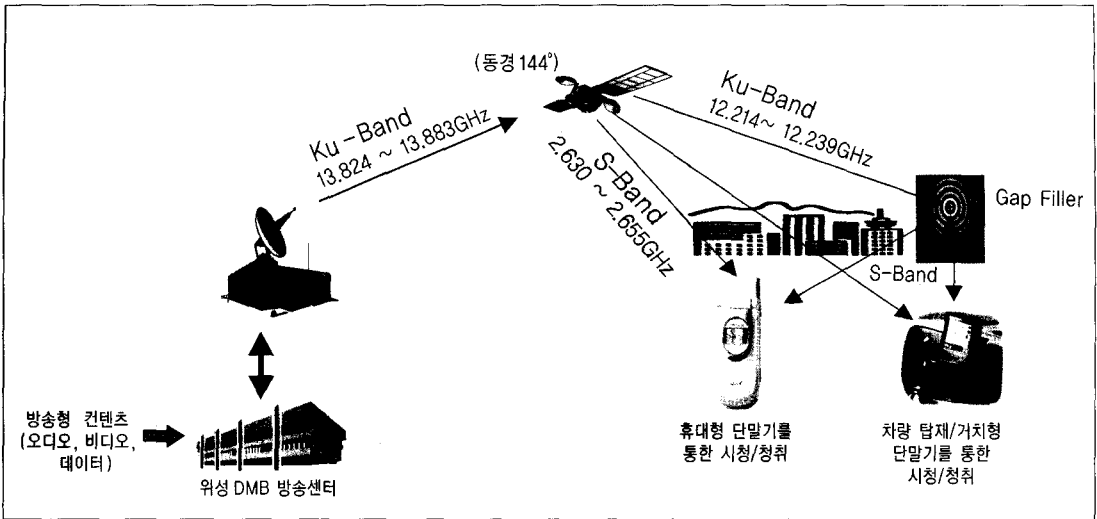 (동경 144°)
Ku-Band
13.824 ~ 13.883GHz
Ku-Band
12.214~ 12.239GHz
S-Band
2.630 ~ 2.655GHz
Gap Filler
S-Band
방송형 컨텐츠
(오디오, 비디오,
데이터)
위성 DMB 방송센터
휴대형 단말기를
통한 시청/청취
차량 탑재/거치형
단말기를 통한
시청/청취